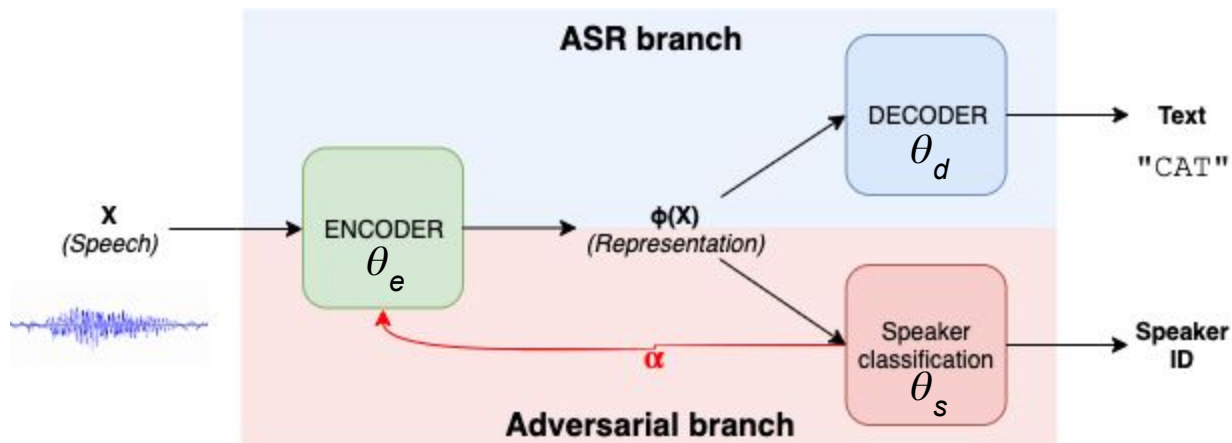 ASR branch
X
(Speech)
ENCODER
θe
ϕ(X)
(Representation)
DECODER
θd
Text
"CAT"
α
Speaker
classification
θs
Speaker
ID
Adversarial branch